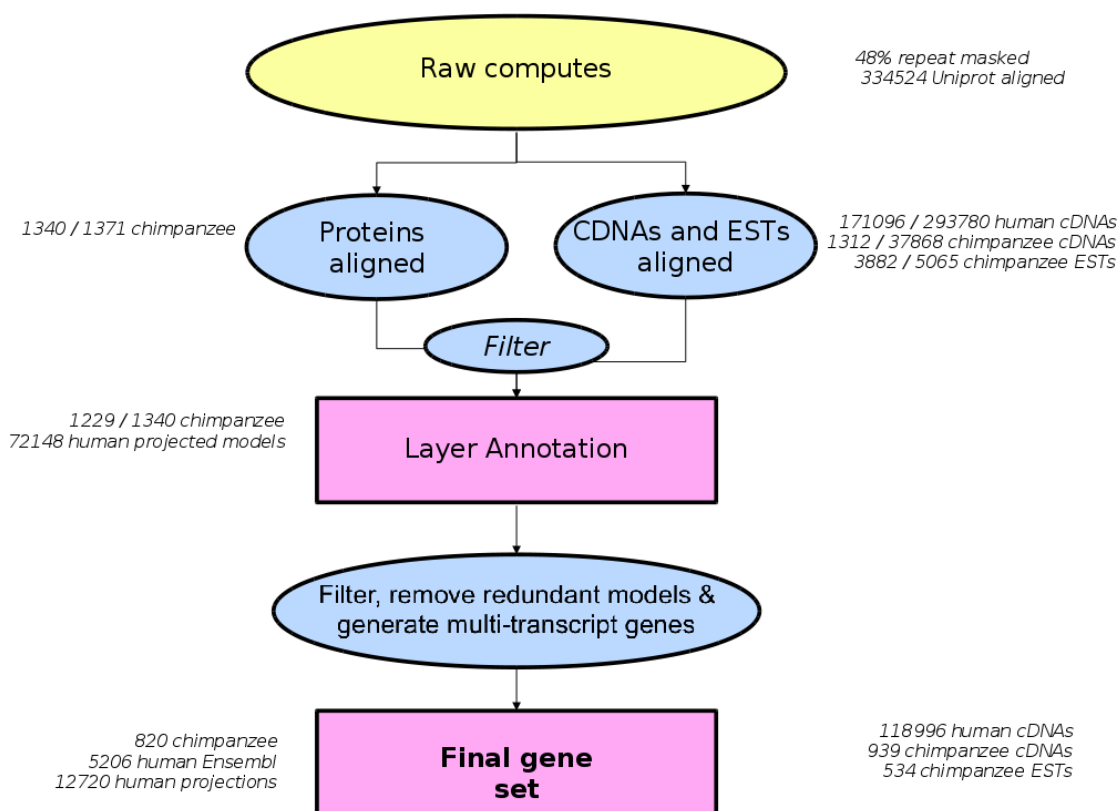 Raw computes
48% repeat masked
334524 Uniprot aligned
1340 / 1371 chimpanzee
Proteins
aligned
CDNAs and ESTs
aligned
171096 / 293780 human cDNAs
1312 / 37868 chimpanzee cDNAs
3882 / 5065 chimpanzee ESTs
Filter
1229 / 1340 chimpanzee
72148 human projected models
Layer Annotation
Filter, remove redundant models &
generate multi-transcript genes
820 chimpanzee
5206 human Ensembl
12720 human projections
Final gene
set
118996 human cDNAs
939 chimpanzee cDNAs
534 chimpanzee ESTs